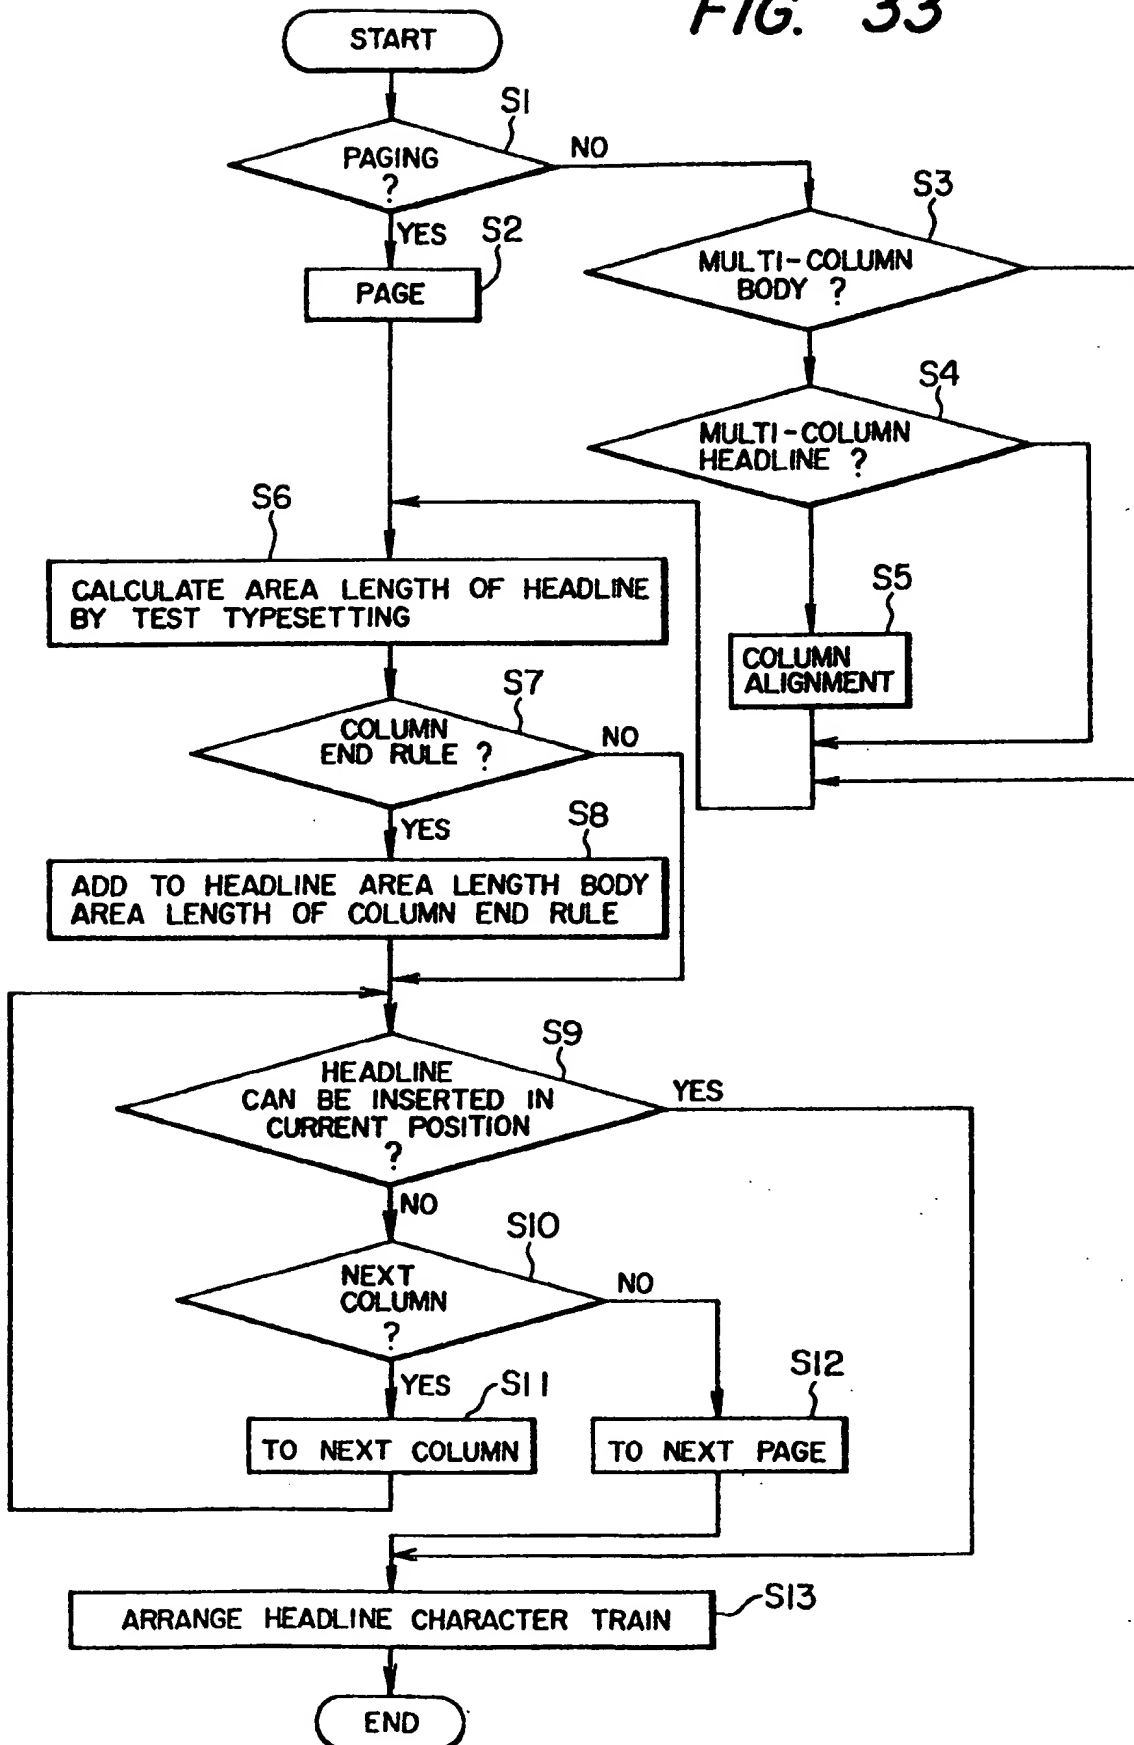 FIG. 33
START
S1
PAGING
?
NO
YES
S2
PAGE
S3
MULTI-COLUMN
BODY ?
S4
MULTI-COLUMN
HEADLINE ?
S5
COLUMN
ALIGNMENT
S6
CALCULATE AREA LENGTH OF HEADLINE
BY TEST TYPESETTING
S7
COLUMN
END RULE ?
NO
YES
S8
ADD TO HEADLINE AREA LENGTH BODY
AREA LENGTH OF COLUMN END RULE
S9
HEADLINE
CAN BE INSERTED IN
CURRENT POSITION
?
YES
NO
S10
NEXT
COLUMN
?
NO
YES
S11
TO NEXT COLUMN
S12
TO NEXT PAGE
S13
ARRANGE HEADLINE CHARACTER TRAIN
END